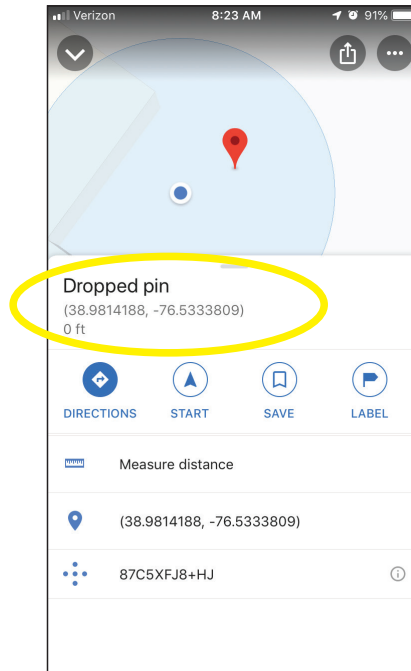 Verizon 8:23 AM 91%
Dropped pin
(38.9814188, -76.5333809)
0 ft
DIRECTIONS START SAVE LABEL
Measure distance
(38.9814188, -76.5333809)
87C5XFJ8+HJ